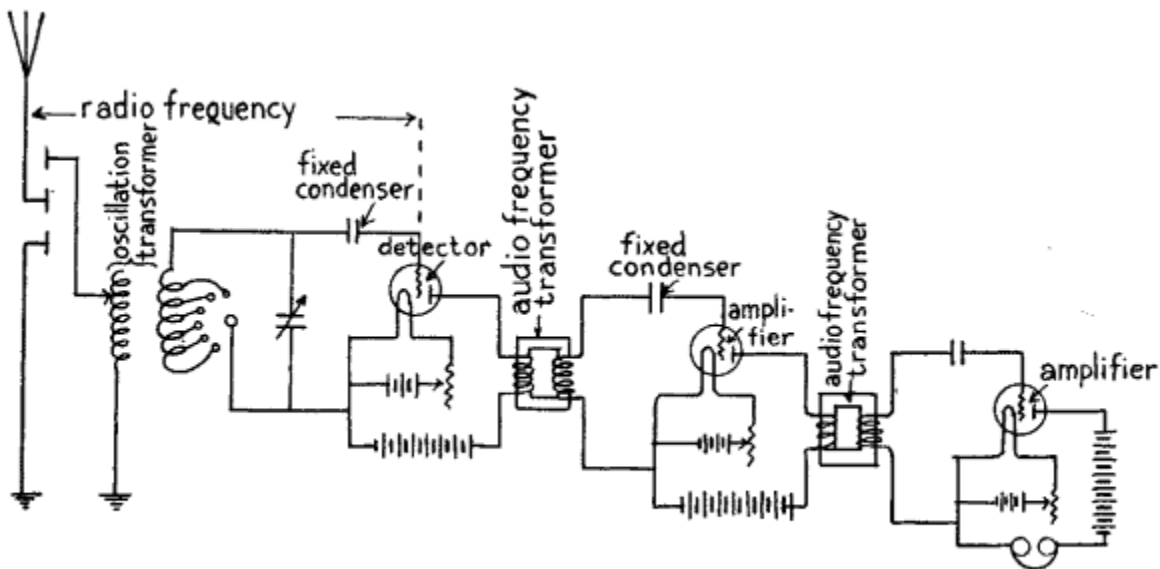 radio frequency
oscillation
transformer
fixed
condenser
detector
audio frequency
transformer
fixed
condenser
ampli-
fier
audio frequency
transformer
amplifier